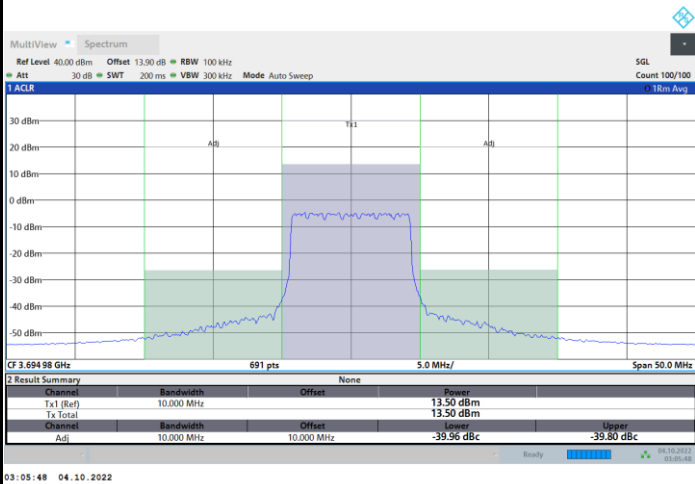 MultiView Spectrum
Ref Level 40.00 dBm Offset 13.90 dB RBW 100 kHz SGL
Att 30 dB SWT 200 ms VBW 300 kHz Mode Auto Sweep Count 100/100
1 ACLR 1Rm Avg
30 dBm
Tx1
20 dBm
Adj Adj
10 dBm
0 dBm
-10 dBm
-20 dBm
-30 dBm
-40 dBm
-50 dBm
CF 3.69498 GHz 691 pts 5.0 MHz/ Span 50.0 MHz
2 Result Summary None
Channel Bandwidth Offset Power
Tx1 (Ref) 10.000 MHz 13.50 dBm
Tx Total 13.50 dBm
Channel Bandwidth Offset Lower Upper
Adj 10.000 MHz 10.000 MHz -39.96 dBc -39.80 dBc
Ready 04.10.2022
03:05:48
03:05:48 04.10.2022